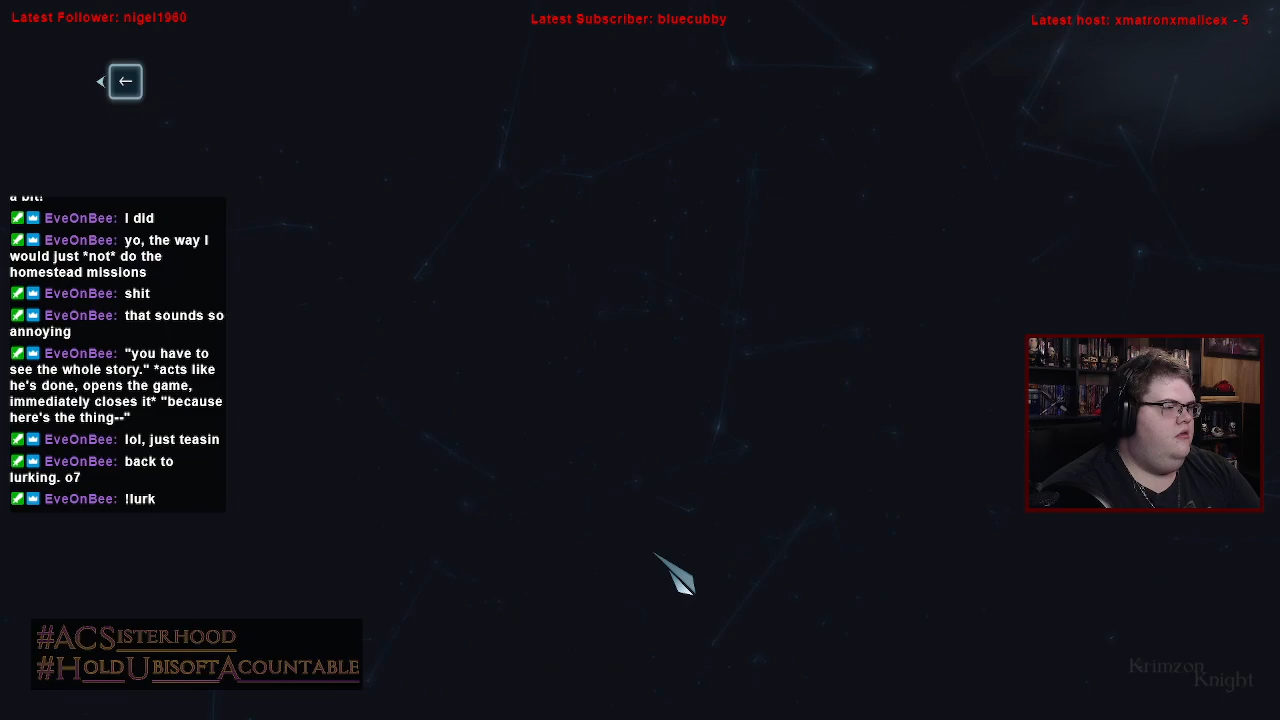 Latest Follower: nigel1960
Latest Subscriber: bluecubby
Latest host: xmatronxmalicex - 5
←
a bit!
EveOnBee: I did
EveOnBee: yo, the way I
would just *not* do the
homestead missions
EveOnBee: shit
EveOnBee: that sounds so
annoying
EveOnBee: "you have to
see the whole story." *acts like
he's done, opens the game,
immediately closes it* "because
here's the thing--"
EveOnBee: lol, just teasin
EveOnBee: back to
lurking. o7
EveOnBee: !lurk
#ACSisterhood
#HoldUbisoftAcountable
Krimzon
Knight